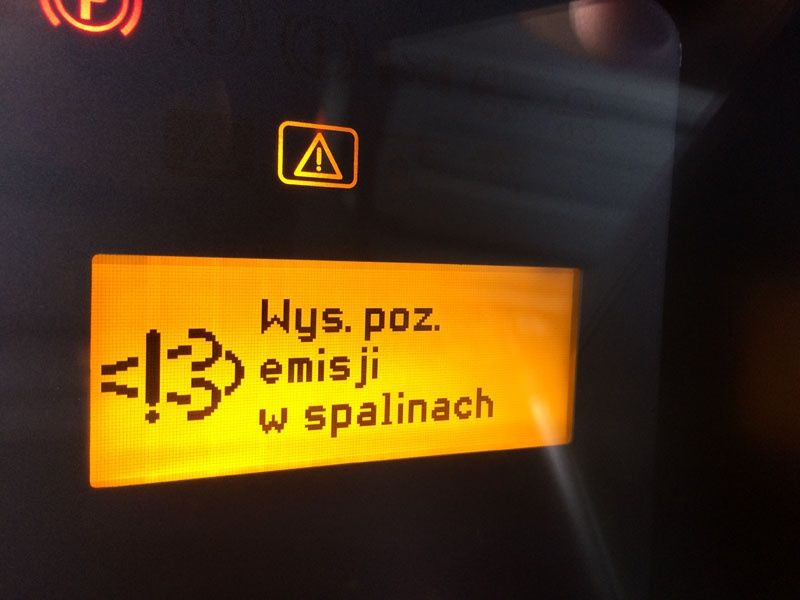 P
Wys. poz.
emisji
w spalinach